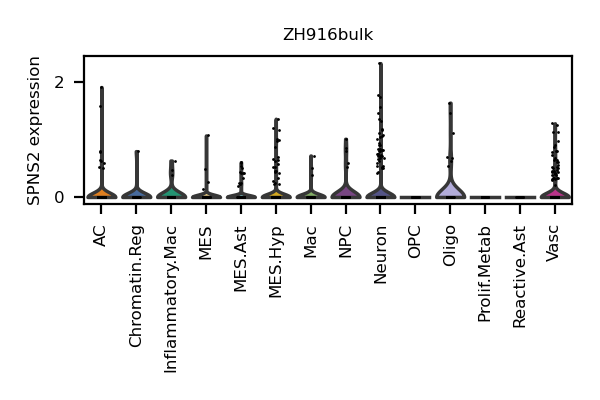 ZH916bulk
SPNS2 expression
2
0
AC
Chromatin.Reg
Inflammatory.Mac
MES
MES.Ast
MES.Hyp
Mac
NPC
Neuron
OPC
Oligo
Prolif.Metab
Reactive.Ast
Vasc